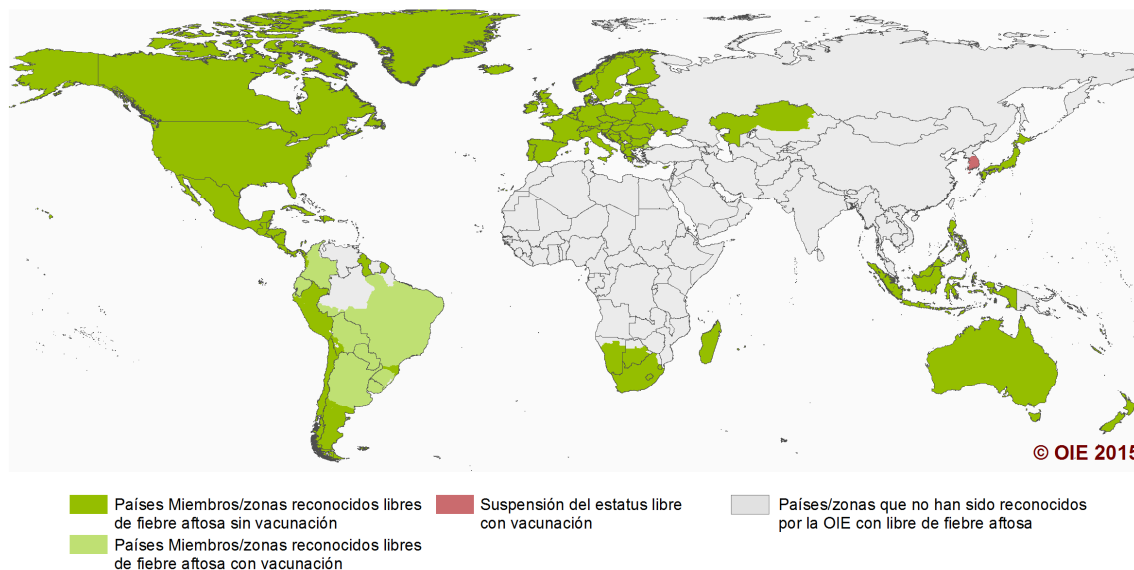 © OIE 2015
Países Miembros/zonas reconocidos libres
de fiebre aftosa sin vacunación
Suspensión del estatus libre
con vacunación
Países/zonas que no han sido reconocidos
por la OIE con libre de fiebre aftosa
Países Miembros/zonas reconocidos libres
de fiebre aftosa con vacunación